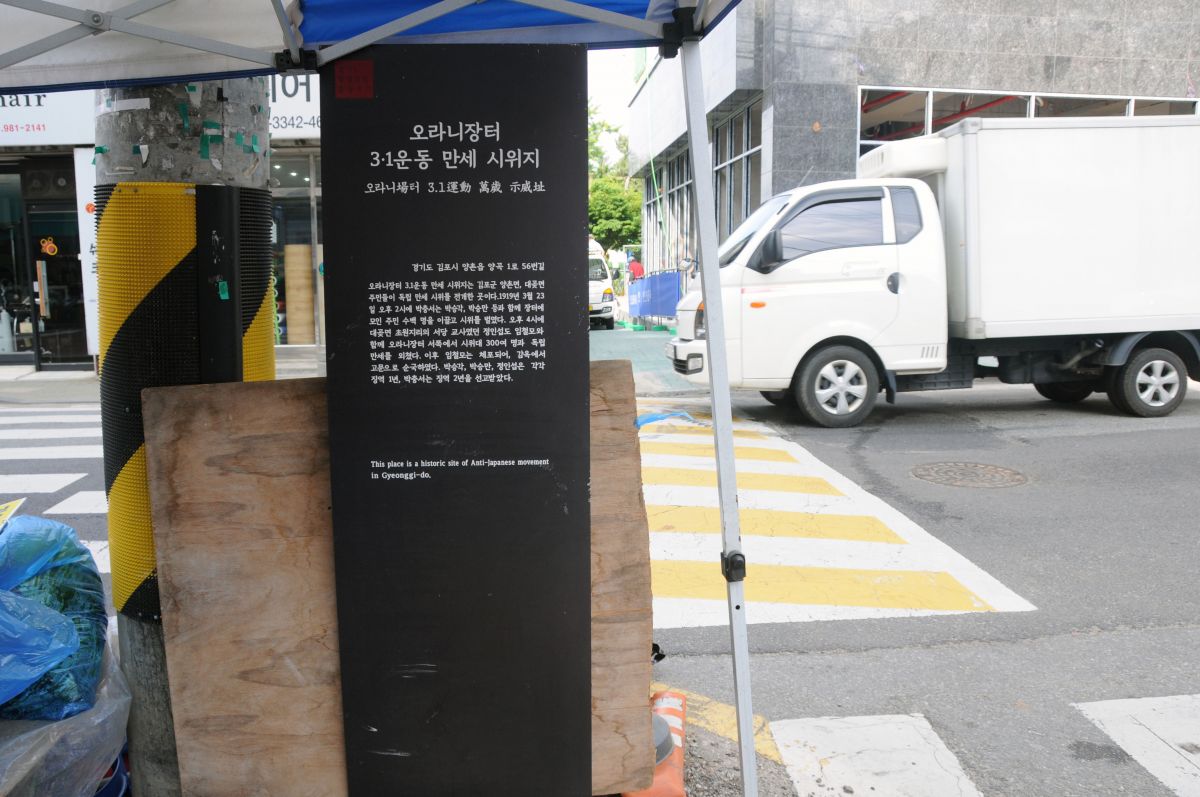 hair
.981-2141
어
-3342-46
오라니장터
3·1운동 만세 시위지
오라니場터 3.1運動 萬歲 示威址
경기도 김포시 양촌읍 양곡 1로 56번길
오라니장터 3.1운동 만세 시위지는 김포군 양촌면, 대곶면
주민들이 독립 만세 시위를 전개한 곳이다.1919년 3월 23
일 오후 2시에 박충서는 박승각, 박승만 등과 함께 장터에
모인 주민 수백 명을 이끌고 시위를 벌였다. 오후 4시에
대곶면 초원지리의 서당 교사였던 정인섭도 임철모와
함께 오라니장터 서쪽에서 시위대 300여 명과 독립
만세를 외쳤다. 이후 임철모는 체포되어, 감옥에서
고문으로 순국하였다. 박승각, 박승만, 정인섭은 각각
징역 1년, 박충서는 징역 2년을 선고받았다.
This place is a historic site of Anti-Japanese movement
in Gyeonggi-do.